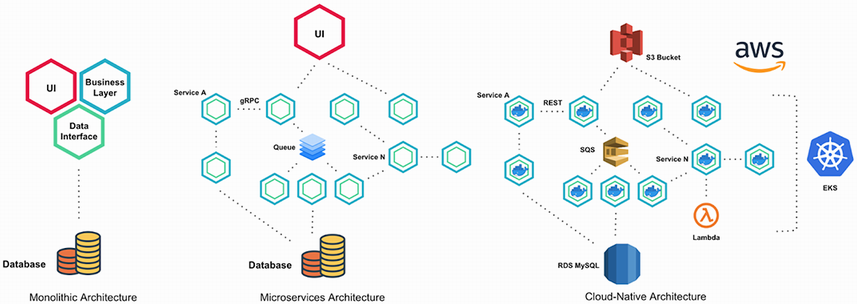 UI
Business
Layer
Data
Interface
Database
Monolithic Architecture
UI
Service A
gRPC
Queue
Service N
Database
Microservices Architecture
S3 Bucket
aws
Service A
REST
SQS
Service N
EKS
λ
Lambda
RDS MySQL
Cloud-Native Architecture